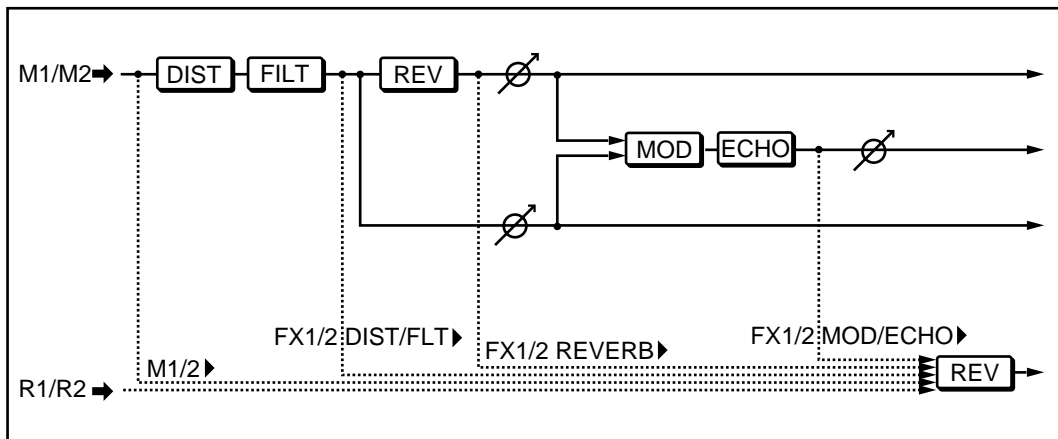 M1/M2 DIST FILT REV
MOD ECHO
FX1/2 DIST/FLT FX1/2 REVERB FX1/2 MOD/ECHO
M1/2
R1/R2 REV